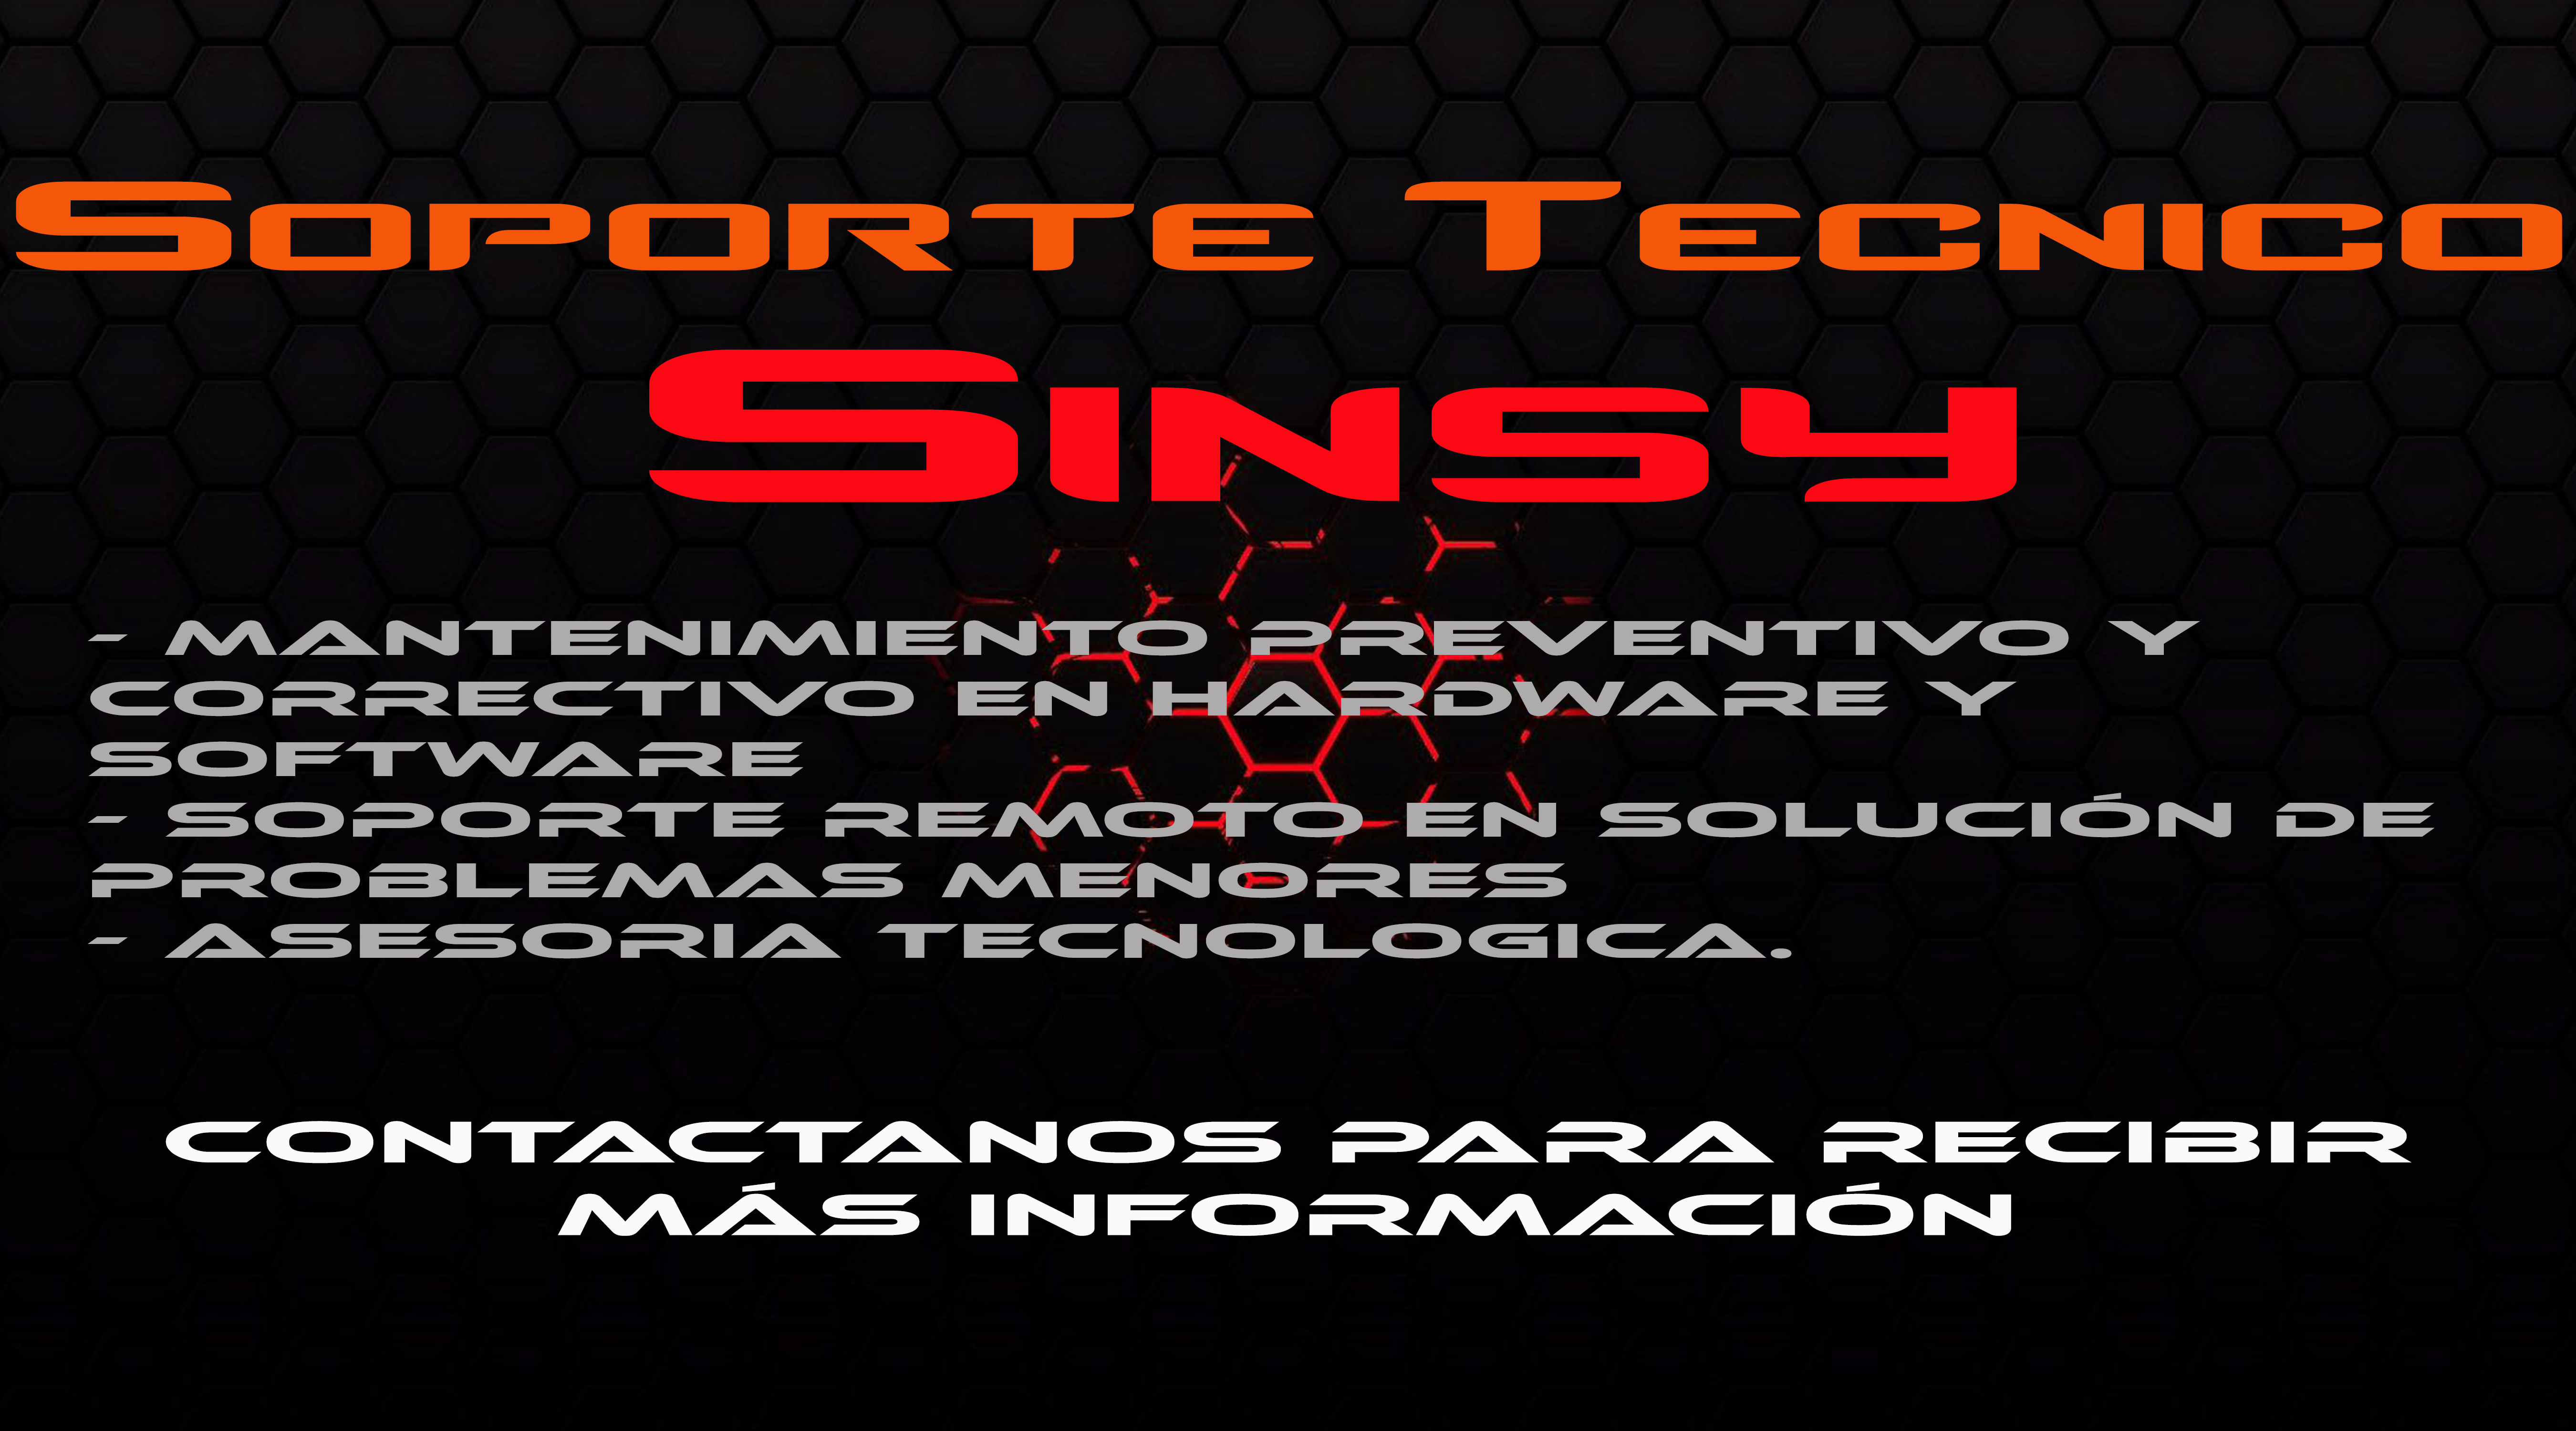 Soporte Tecnico
Sinsy
- MANTENIMIENTO PREVENTIVO Y
CORRECTIVO EN HARDWARE Y
SOFTWARE
- SOPORTE REMOTO EN SOLUCIÓN DE
PROBLEMAS MENORES
- ASESORIA TECNOLOGICA.
CONTACTANOS PARA RECIBIR
MÁS INFORMACIÓN